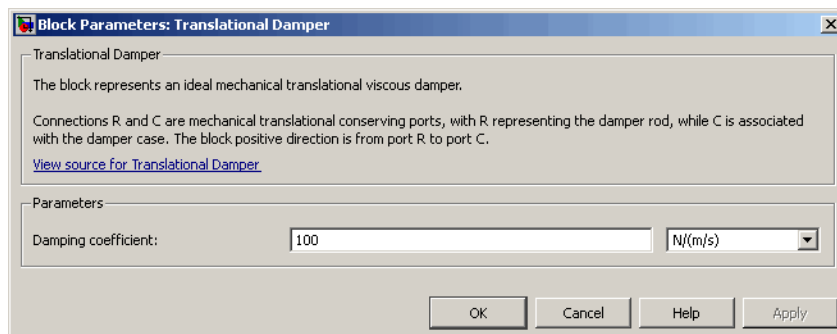 Block Parameters: Translational Damper
Translational Damper
The block represents an ideal mechanical translational viscous damper.
Connections R and C are mechanical translational conserving ports, with R representing the damper rod, while C is associated
with the damper case. The block positive direction is from port R to port C.
View source for Translational Damper
Parameters
Damping coefficient: 100 N/(m/s)
OK Cancel Help Apply